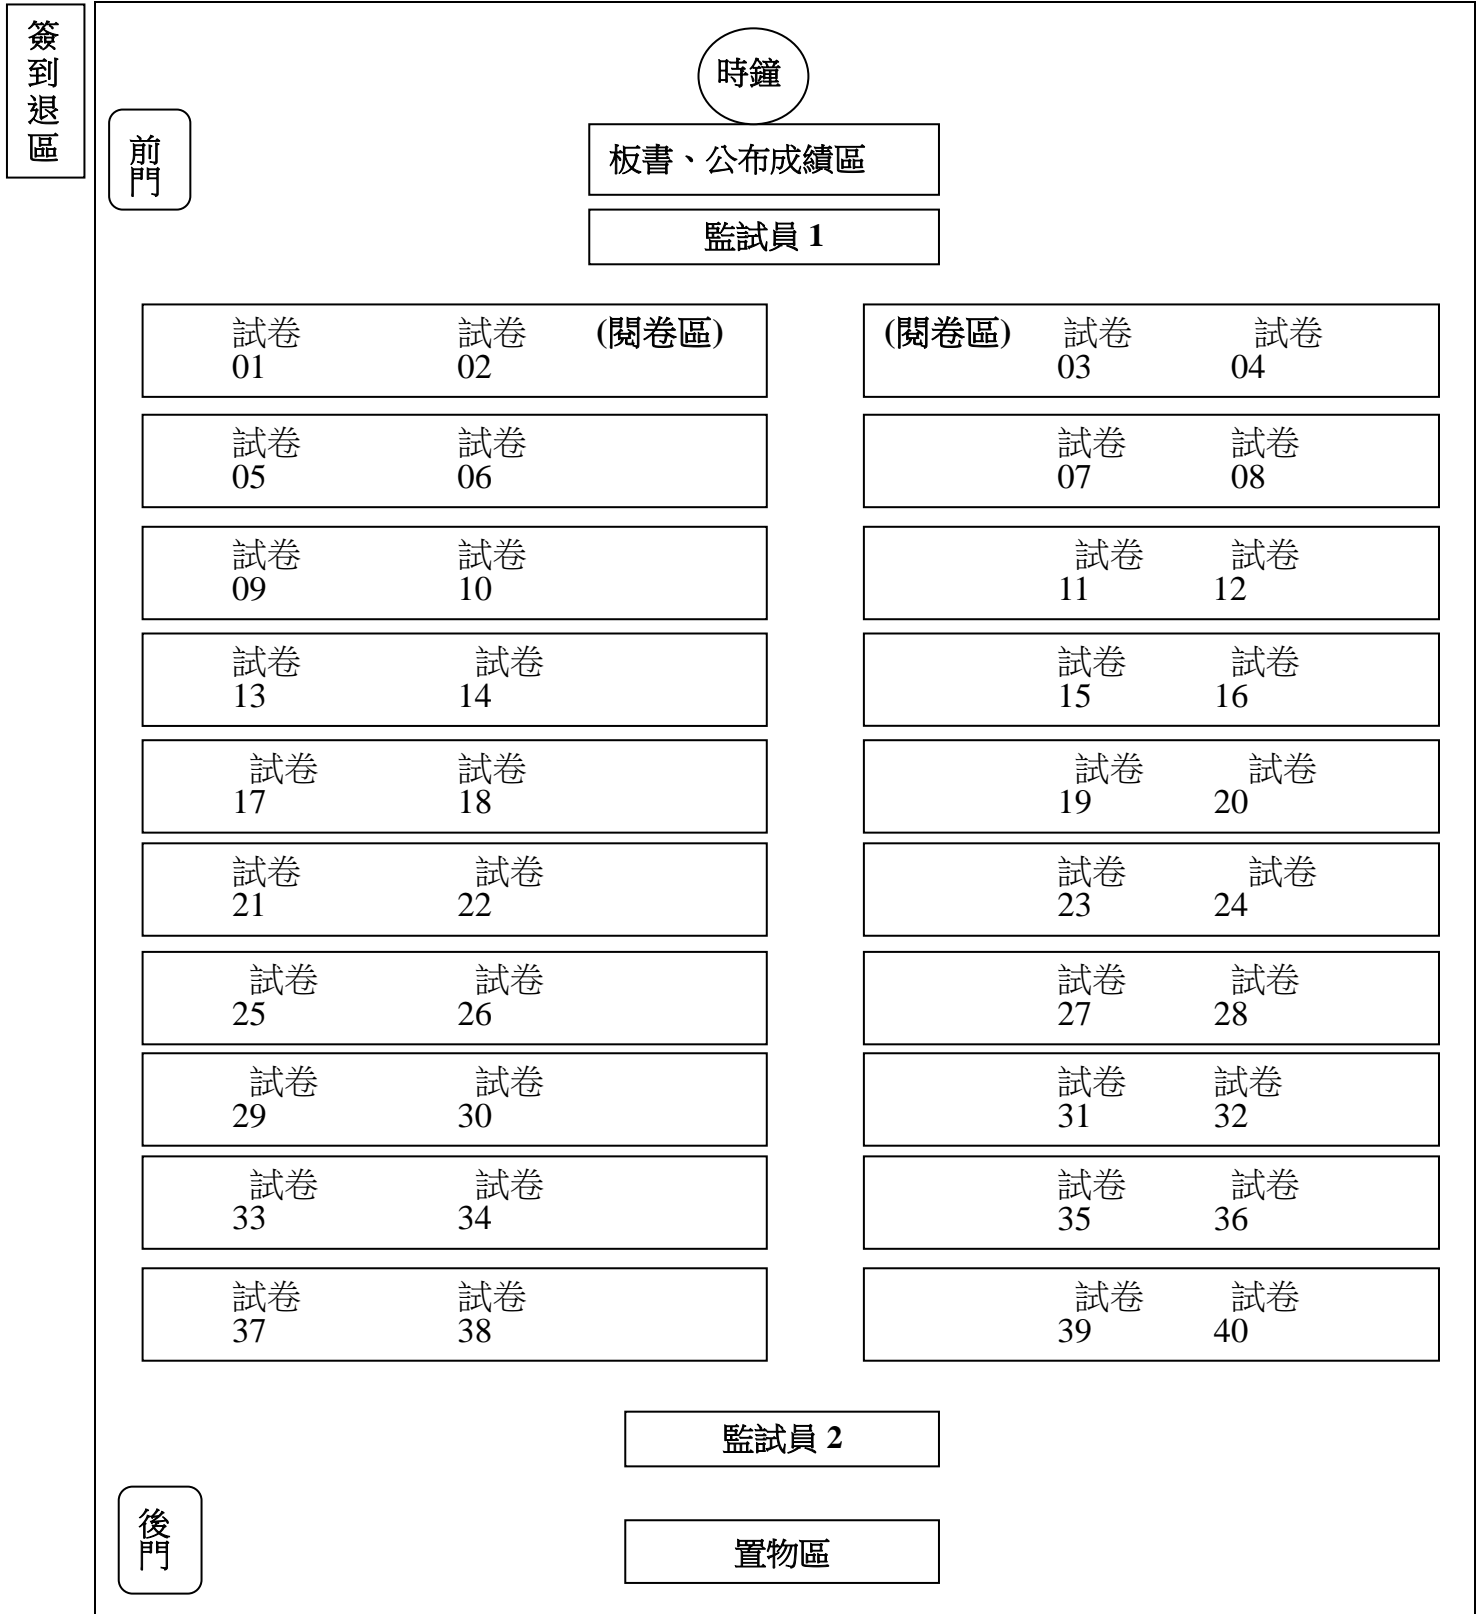 簽到退區
時鐘
前門
板書、公布成績區
監試員 1
試卷 試卷 (閱卷區)
01 02
(閱卷區) 試卷 試卷
03 04
試卷 試卷
05 06
試卷 試卷
07 08
試卷 試卷
09 10
試卷 試卷
11 12
試卷 試卷
13 14
試卷 試卷
15 16
試卷 試卷
17 18
試卷 試卷
19 20
試卷 試卷
21 22
試卷 試卷
23 24
試卷 試卷
25 26
試卷 試卷
27 28
試卷 試卷
29 30
試卷 試卷
31 32
試卷 試卷
33 34
試卷 試卷
35 36
試卷 試卷
37 38
試卷 試卷
39 40
監試員 2
後門
置物區